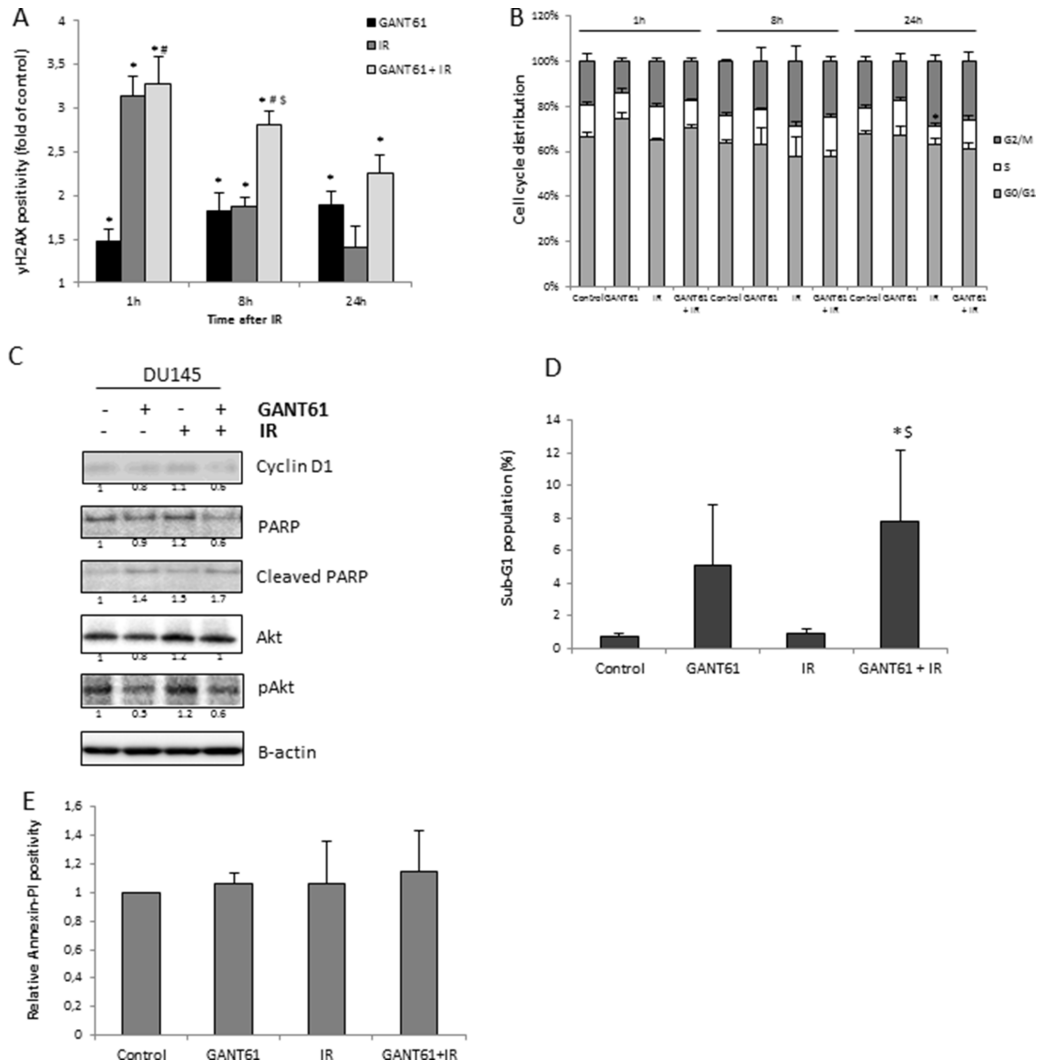 A
γH2AX positivity (fold of control)
4
3,5
3
2,5
2
1,5
1
*
*
* #
*
*
* # $
*
*
GANT61
IR
GANT61+ IR
1h
8h
24h
Time after IR
B
Cell cycle distribution
120%
100%
80%
60%
40%
20%
0%
1h
8h
24h
*
G2/M
S
G0/G1
Control GANT61 IR GANT61 + IR Control GANT61 IR GANT61 + IR Control GANT61 IR GANT61 + IR
C
DU145
- + - + GANT61
- - + + IR
Cyclin D1
1 0.8 1.1 0.6
PARP
1 0.9 1.2 0.6
Cleaved PARP
1 1.4 1.3 1.7
Akt
1 0.8 1.2 1
pAkt
1 0.5 1.2 0.6
B-actin
D
Sub-G1 population (%)
14
12
10
8
6
4
2
0
* $
Control
GANT61
IR
GANT61 + IR
E
Relative Annexin-PI positivity
1,6
1,4
1,2
1
0,8
0,6
0,4
0,2
0
Control
GANT61
IR
GANT61+IR